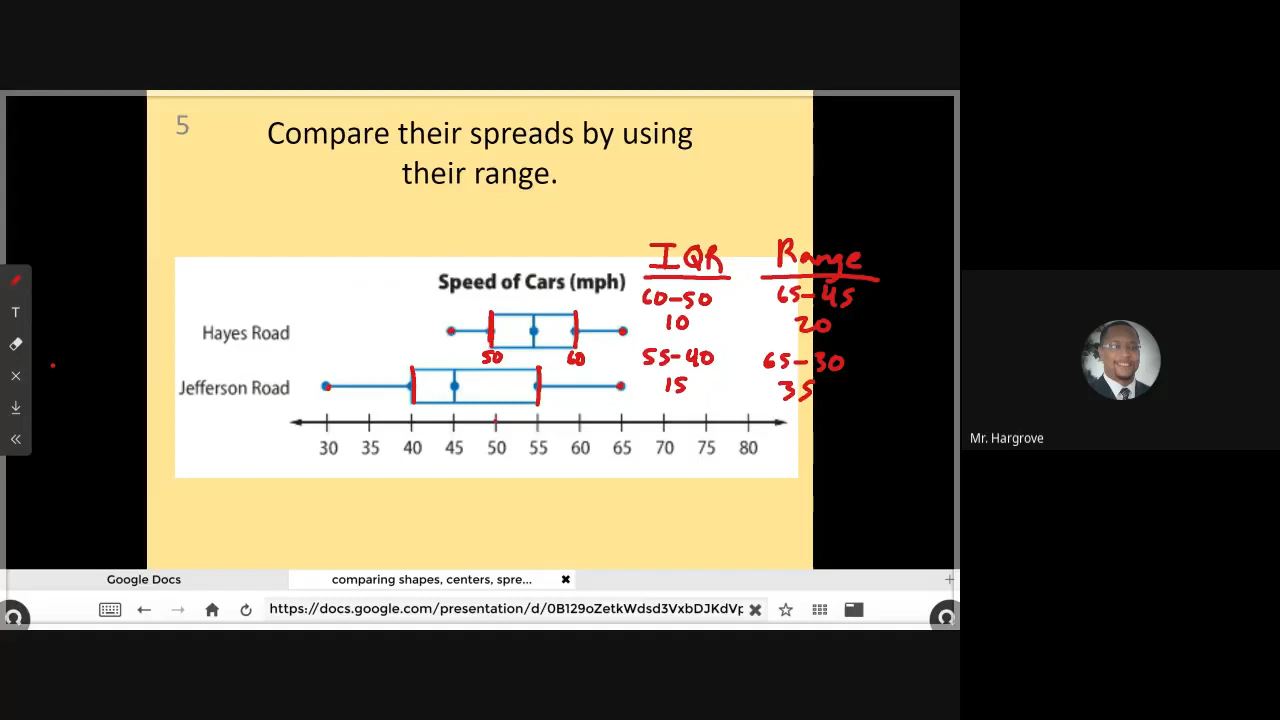 5
Compare their spreads by using
their range.
IQR
Range
Speed of Cars (mph)
60-50
65-45
Hayes Road
10
20
50
60
55-40
65-30
Jefferson Road
15
35
30 35 40 45 50 55 60 65 70 75 80
T
Mr. Hargrove
Google Docs
comparing shapes, centers, spre...
https://docs.google.com/presentation/d/0B129oZetkWdsd3VxbDJKdVp